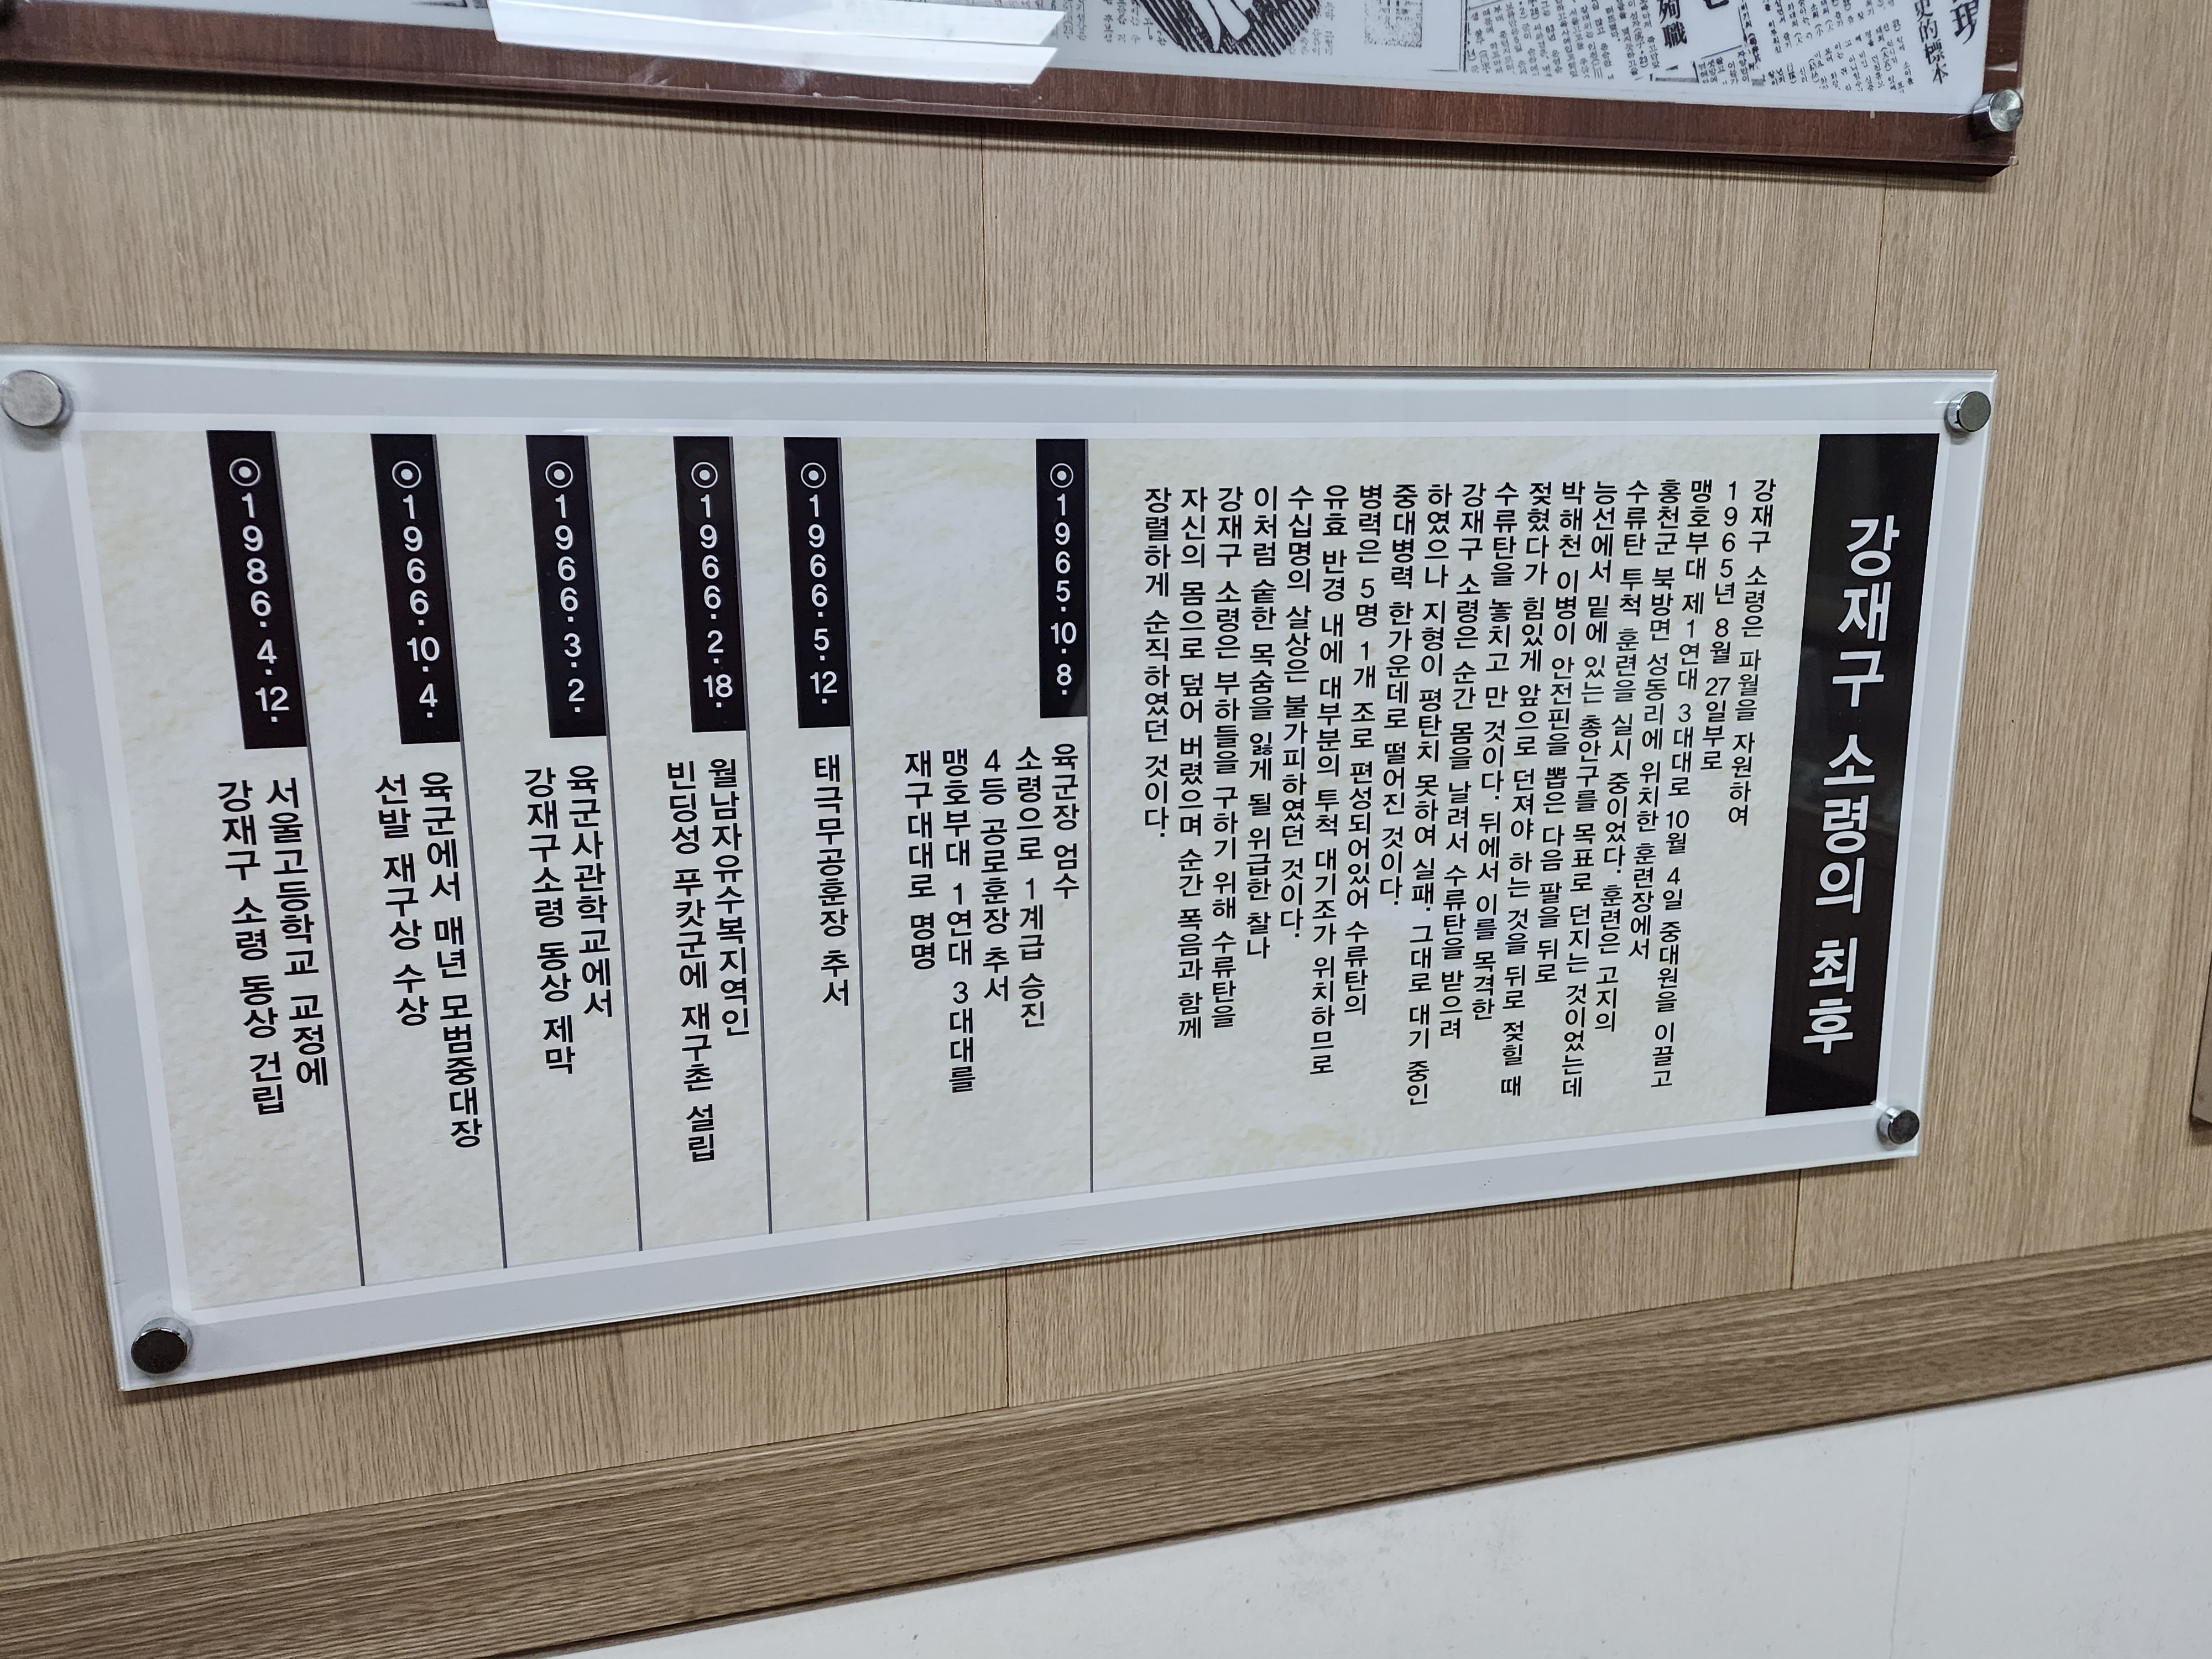 殉職
史的標本
現
강재구 소령의 최후
강재구 소령은 파월을 자원하여
1965년 8월 27일부로
맹호부대 제1연대 3대대로 10월 4일 중대원을 이끌고
홍천군 북방면 성동리에 위치한 훈련장에서
수류탄 투척 훈련을 실시 중이었다. 훈련은 고지의
능선에서 밑에 있는 총안구를 목표로 던지는 것이었는데
박해천 이병이 안전핀을 뽑은 다음 팔을 뒤로
젖혔다가 힘있게 앞으로 던져야 하는 것을 뒤로 젖힐 때
수류탄을 놓치고 만 것이다. 뒤에서 이를 목격한
강재구 소령은 순간 몸을 날려서 수류탄을 받으려
하였으나 지형이 평탄치 못하여 실패. 그대로 대기 중인
중대병력 한가운데로 떨어진 것이다.
병력은 5명 1개 조로 편성되어있어 수류탄의
유효 반경 내에 대부분의 투척 대기조가 위치하므로
수십명의 살상은 불가피하였던 것이다.
이처럼 숱한 목숨을 잃게 될 위급한 찰나
강재구 소령은 부하들을 구하기 위해 수류탄을
자신의 몸으로 덮어 버렸으며 순간 폭음과 함께
장렬하게 순직하였던 것이다.
◉1965.10.8.
육군장 엄수
소령으로 1계급 승진
4등 공로훈장 추서
맹호부대 1연대 3대대를
재구대대로 명명
◉1966.5.12
태극무공훈장 추서
◉1966.2.18
월남자유수복지역인
빈딩성 푸캇군에 재구촌 설립
◉1966.3.2.
육군사관학교에서
강재구소령 동상 제막
◉1966.10.4.
육군에서 매년 모범중대장
선발 재구상 수상
◉1986.4.12.
서울고등학교 교정에
강재구 소령 동상 건립